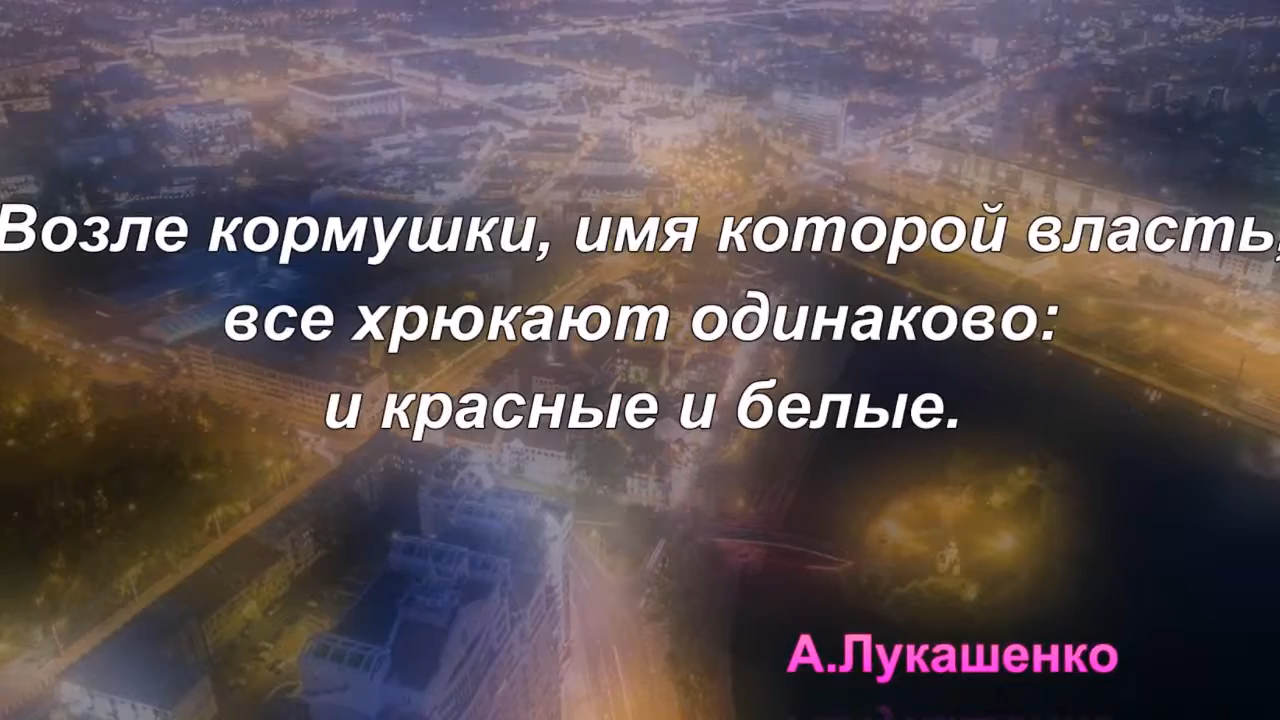 Возле кормушки, имя которой власть,
все хрюкают одинаково:
и красные и белые.
А.Лукашенко